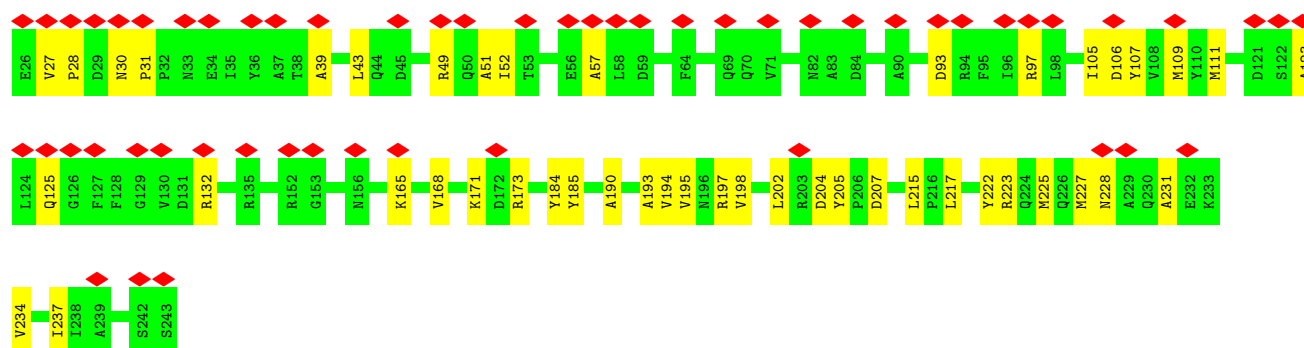 E26 V27 P28 D29 N30 P31 P32 N33 E34 I35 Y36 A37 T38 A39 L43 Q44 D45 R49 Q50 A51 I52 T53 E56 A57 L58 D59 F64 Q69 Q70 V71 N82 A83 D84 A90 D93 R94 F95 I96 R97 L98 I105 D106 Y107 V108 M109 Y110 M111 D121 S122
L124 Q125 G126 F127 F128 G129 V130 D131 R132 R135 R152 G153 N156 K165 V168 K171 D172 R173 Y184 Y185 A190 A193 V194 V195 N196 R197 V198 L202 R203 D204 Y205 P206 D207 L215 P216 L217 Y222 R223 Q224 M225 Q226 M227 N228 A229 Q230 A231 E232 K233
V234 I237 I238 A239 S242 S243